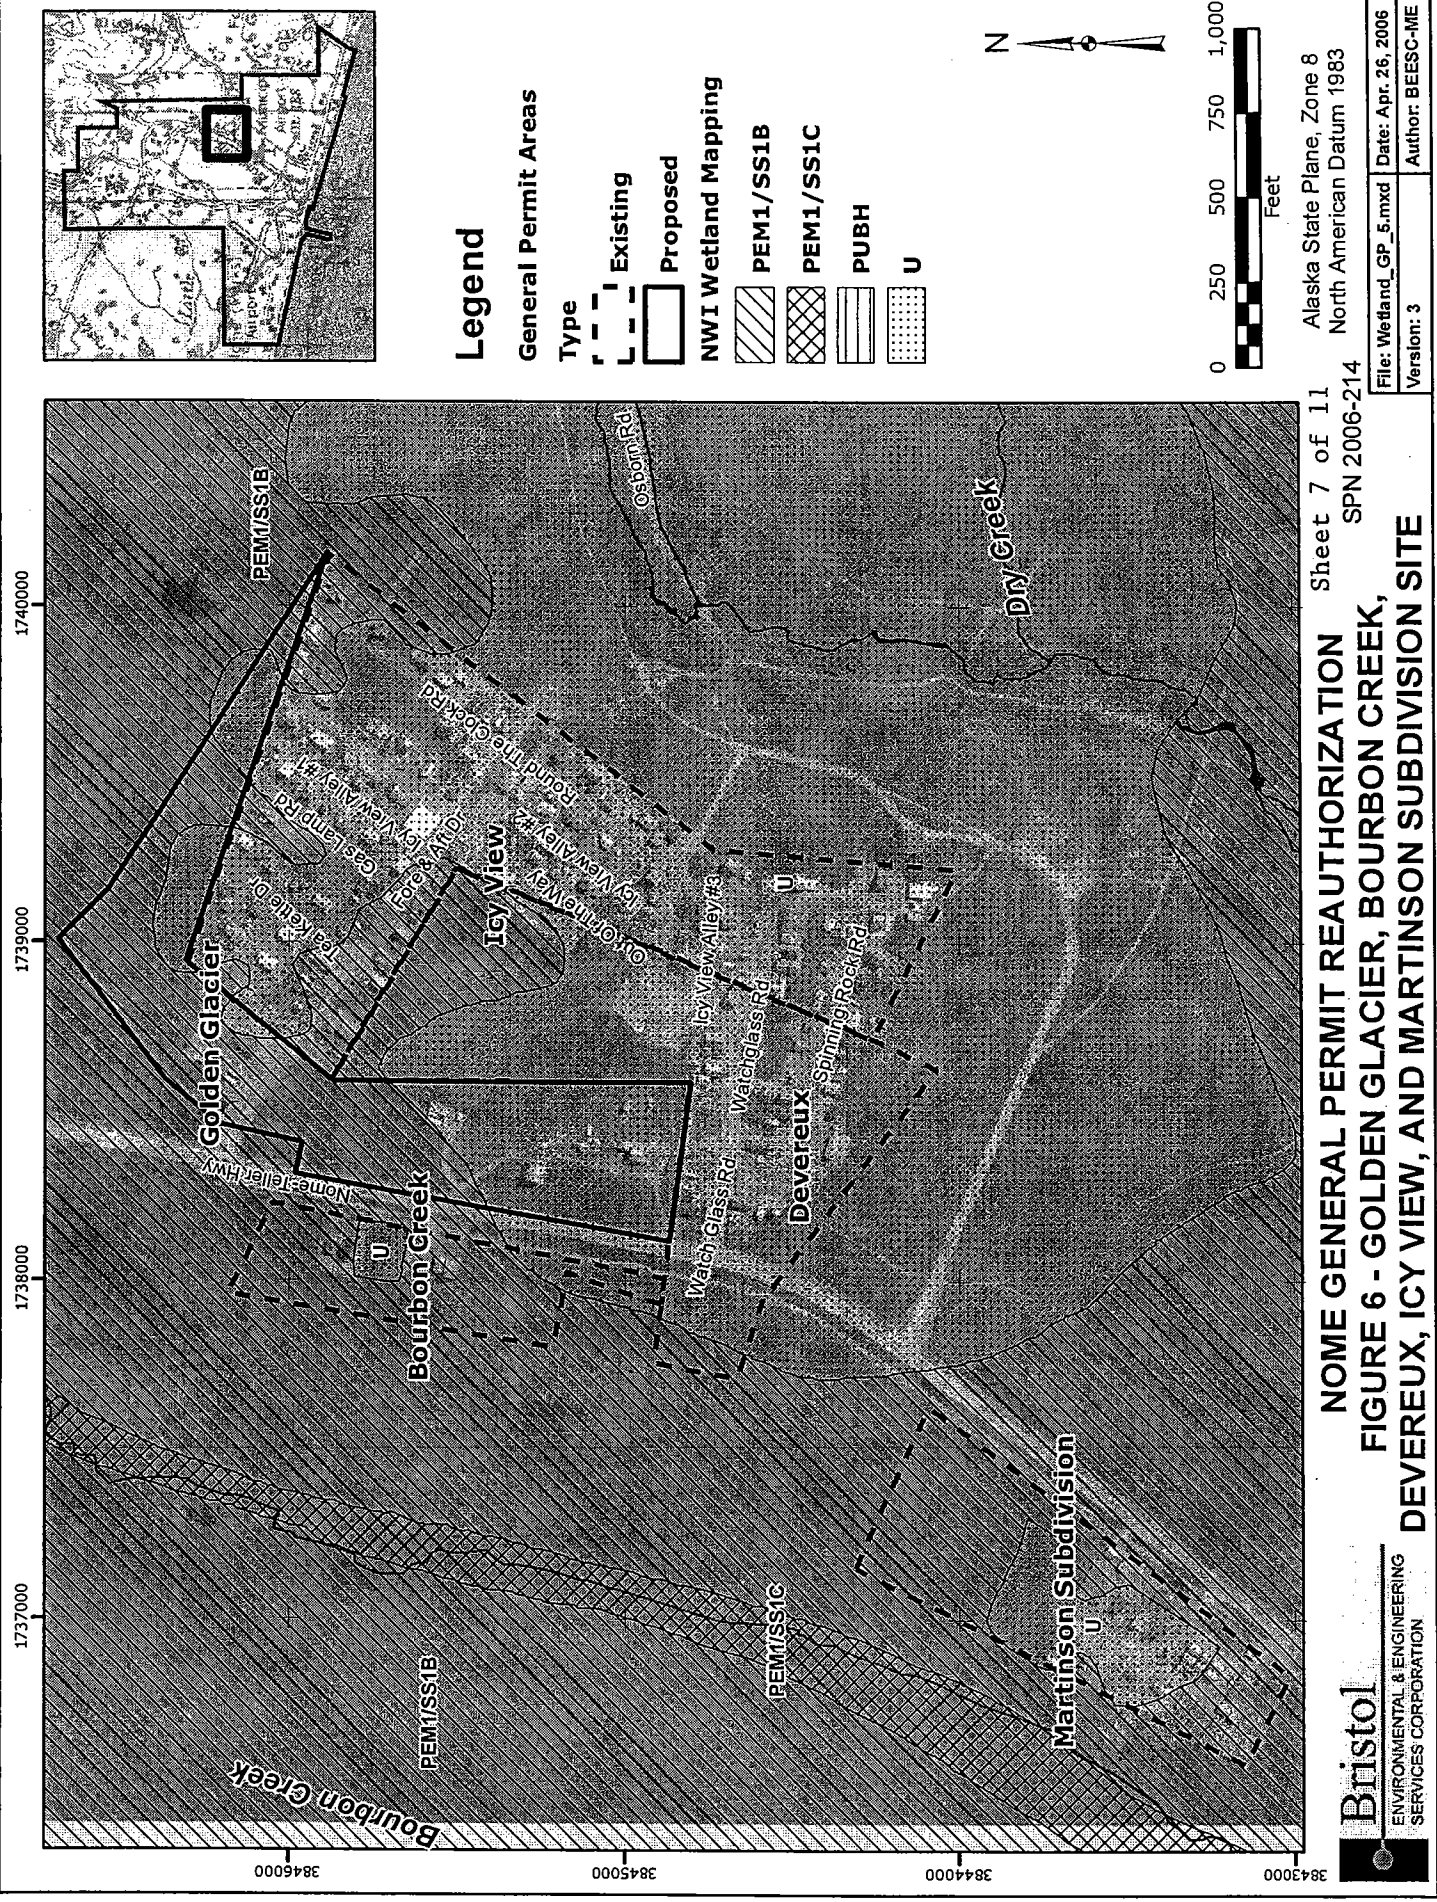 1737000
1738000
1739000
1740000
3846000
3845000
3844000
3843000
Bourbon Creek
PEM1/SS1B
PEM1/SS1C
Martinson Subdivision
U
Bourbon Creek
U
Nome-Teller Hwy
Golden Glacier
Tea Kettle Dr
Gas Lamp Rd
Icy View Alley #1
Fore & Aft Dr
Icy View
Icy View Alley #2
Out Of The Way
Round The Clock Rd
Icy View Alley #3
U
Watch Glass Rd
Watchglass Rd
Devereux
Spinning Rock Rd
PEM1/SS1B
Osborn Rd
Dry Creek
Legend
General Permit Areas
Type
Existing
Proposed
NWI Wetland Mapping
PEM1/SS1B
PEM1/SS1C
PUBH
U
N
0 250 500 750 1,000
Feet
Alaska State Plane, Zone 8
North American Datum 1983
Sheet 7 of 11
SPN 2006-214
Bristol
ENVIRONMENTAL & ENGINEERING
SERVICES CORPORATION
NOME GENERAL PERMIT REAUTHORIZATION
FIGURE 6 - GOLDEN GLACIER, BOURBON CREEK,
DEVEREUX, ICY VIEW, AND MARTINSON SUBDIVISION SITE
File: Wetland_GP_5.mxd
Date: Apr. 26, 2006
Version: 3
Author: BEESC-ME